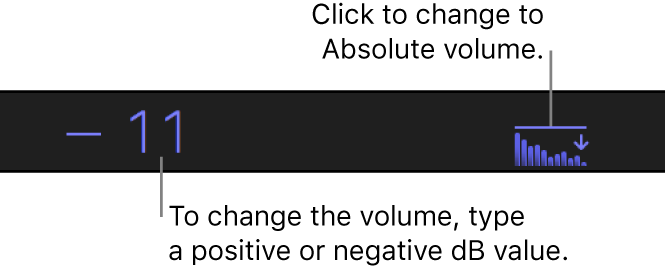 Click to change to
Absolute volume.
– 11
To change the volume, type
a positive or negative dB value.